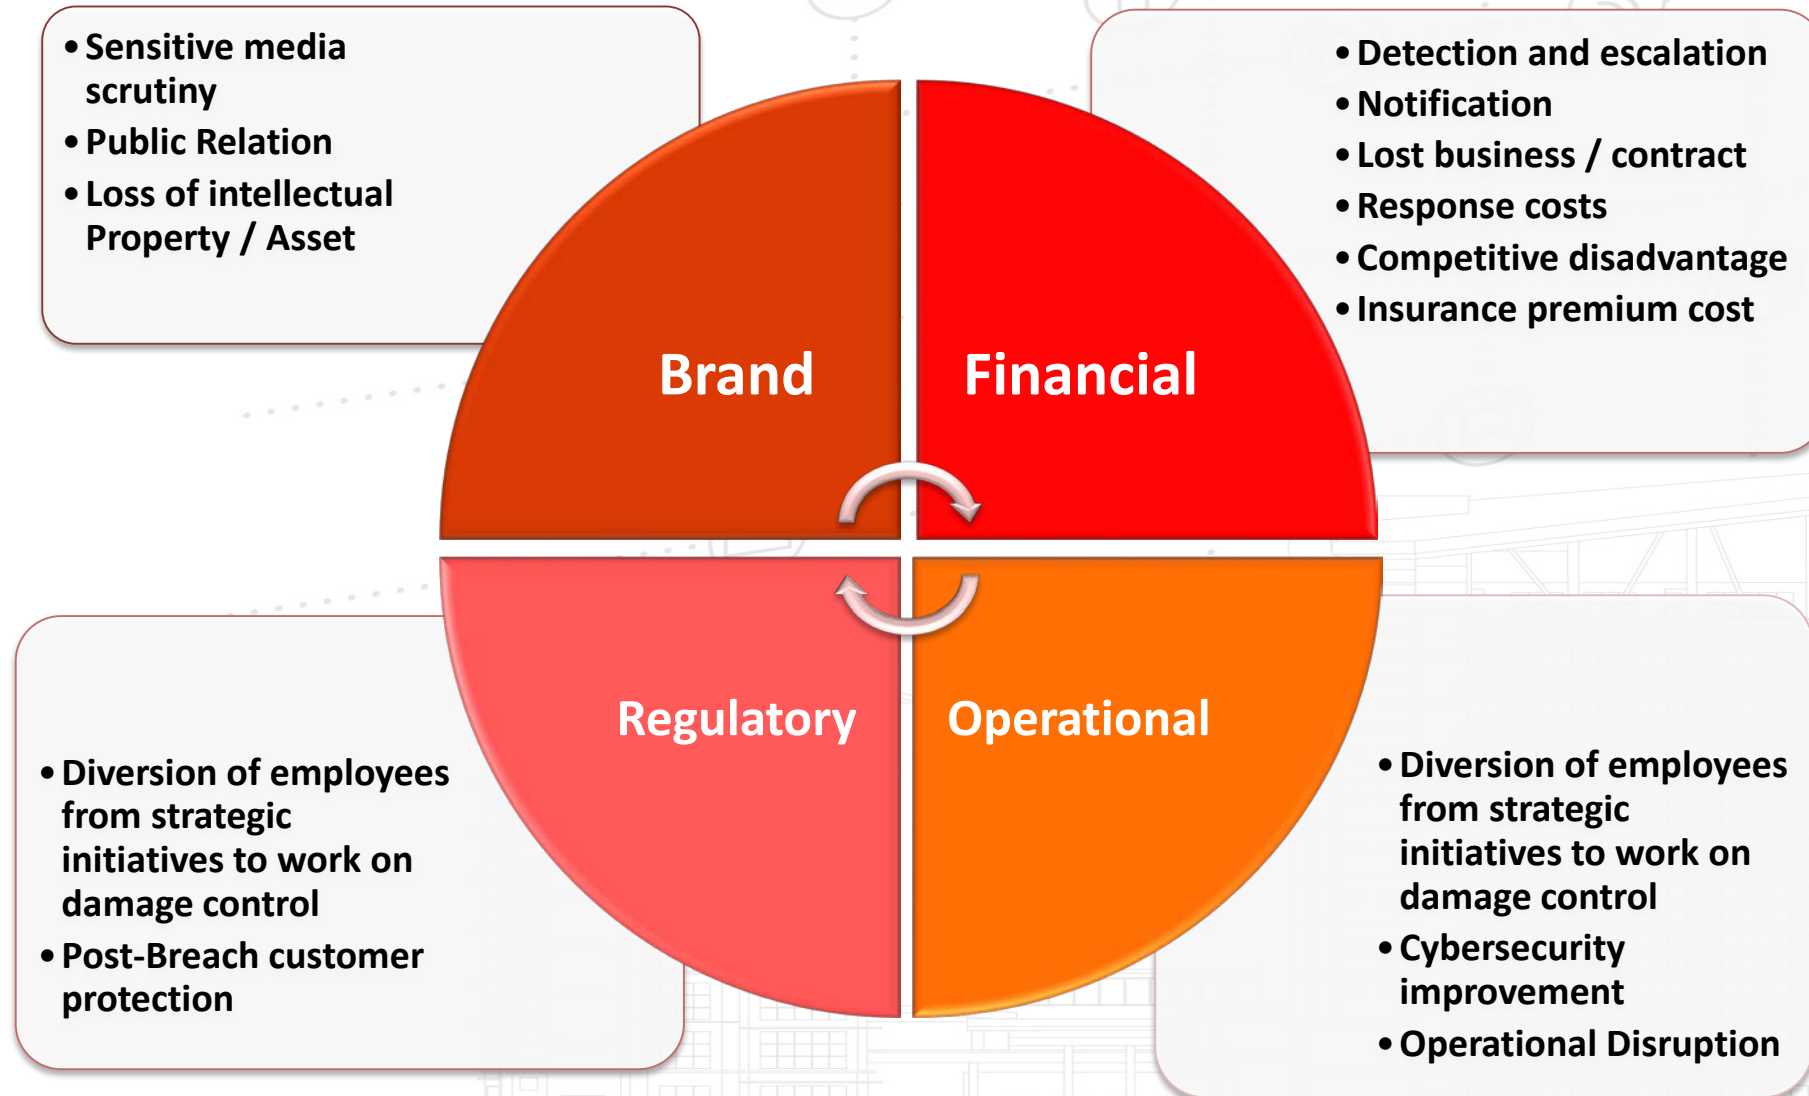 • Sensitive media
scrutiny
• Public Relation
• Loss of intellectual
Property / Asset
• Detection and escalation
• Notification
• Lost business / contract
• Response costs
• Competitive disadvantage
• Insurance premium cost
Brand
Financial
Regulatory
Operational
• Diversion of employees
from strategic
initiatives to work on
damage control
• Post-Breach customer
protection
• Diversion of employees
from strategic
initiatives to work on
damage control
• Cybersecurity
improvement
• Operational Disruption